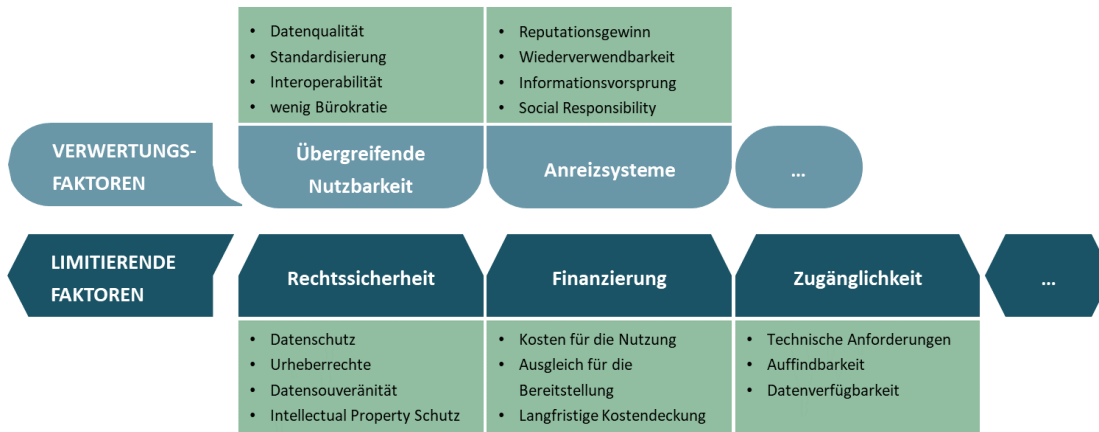 • Datenqualität
• Standardisierung
• Interoperabilität
• wenig Bürokratie
• Reputationsgewinn
• Wiederverwendbarkeit
• Informationsvorsprung
• Social Responsibility
VERWERTUNGS-
FAKTOREN
Übergreifende
Nutzbarkeit
Anreizsysteme
...
LIMITIERENDE
FAKTOREN
Rechtssicherheit
Finanzierung
Zugänglichkeit
...
• Datenschutz
• Urheberrechte
• Datensouveränität
• Intellectual Property Schutz
• Kosten für die Nutzung
• Ausgleich für die
Bereitstellung
• Langfristige Kostendeckung
• Technische Anforderungen
• Auffindbarkeit
• Datenverfügbarkeit